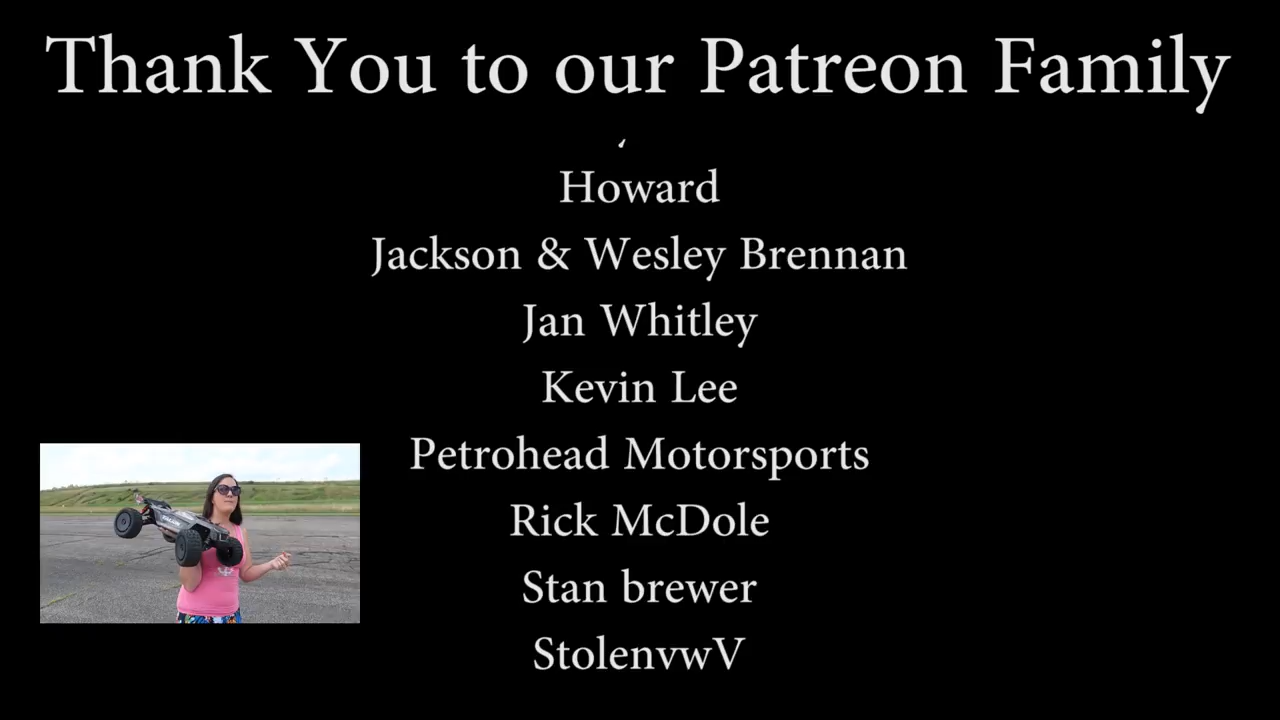 Thank You to our Patreon Family
Howard
Jackson & Wesley Brennan
Jan Whitley
Kevin Lee
Petrohead Motorsports
Rick McDole
Stan brewer
StolenvwV